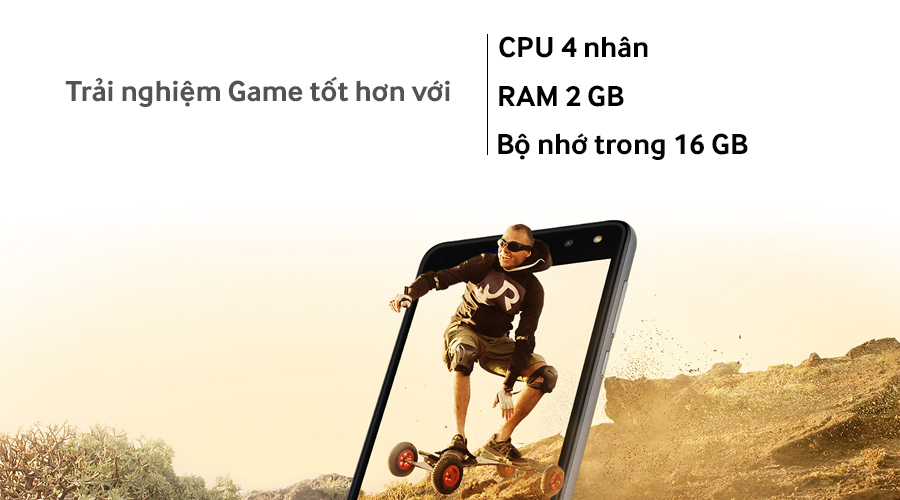 Trải nghiệm Game tốt hơn với
CPU 4 nhân
RAM 2 GB
Bộ nhớ trong 16 GB